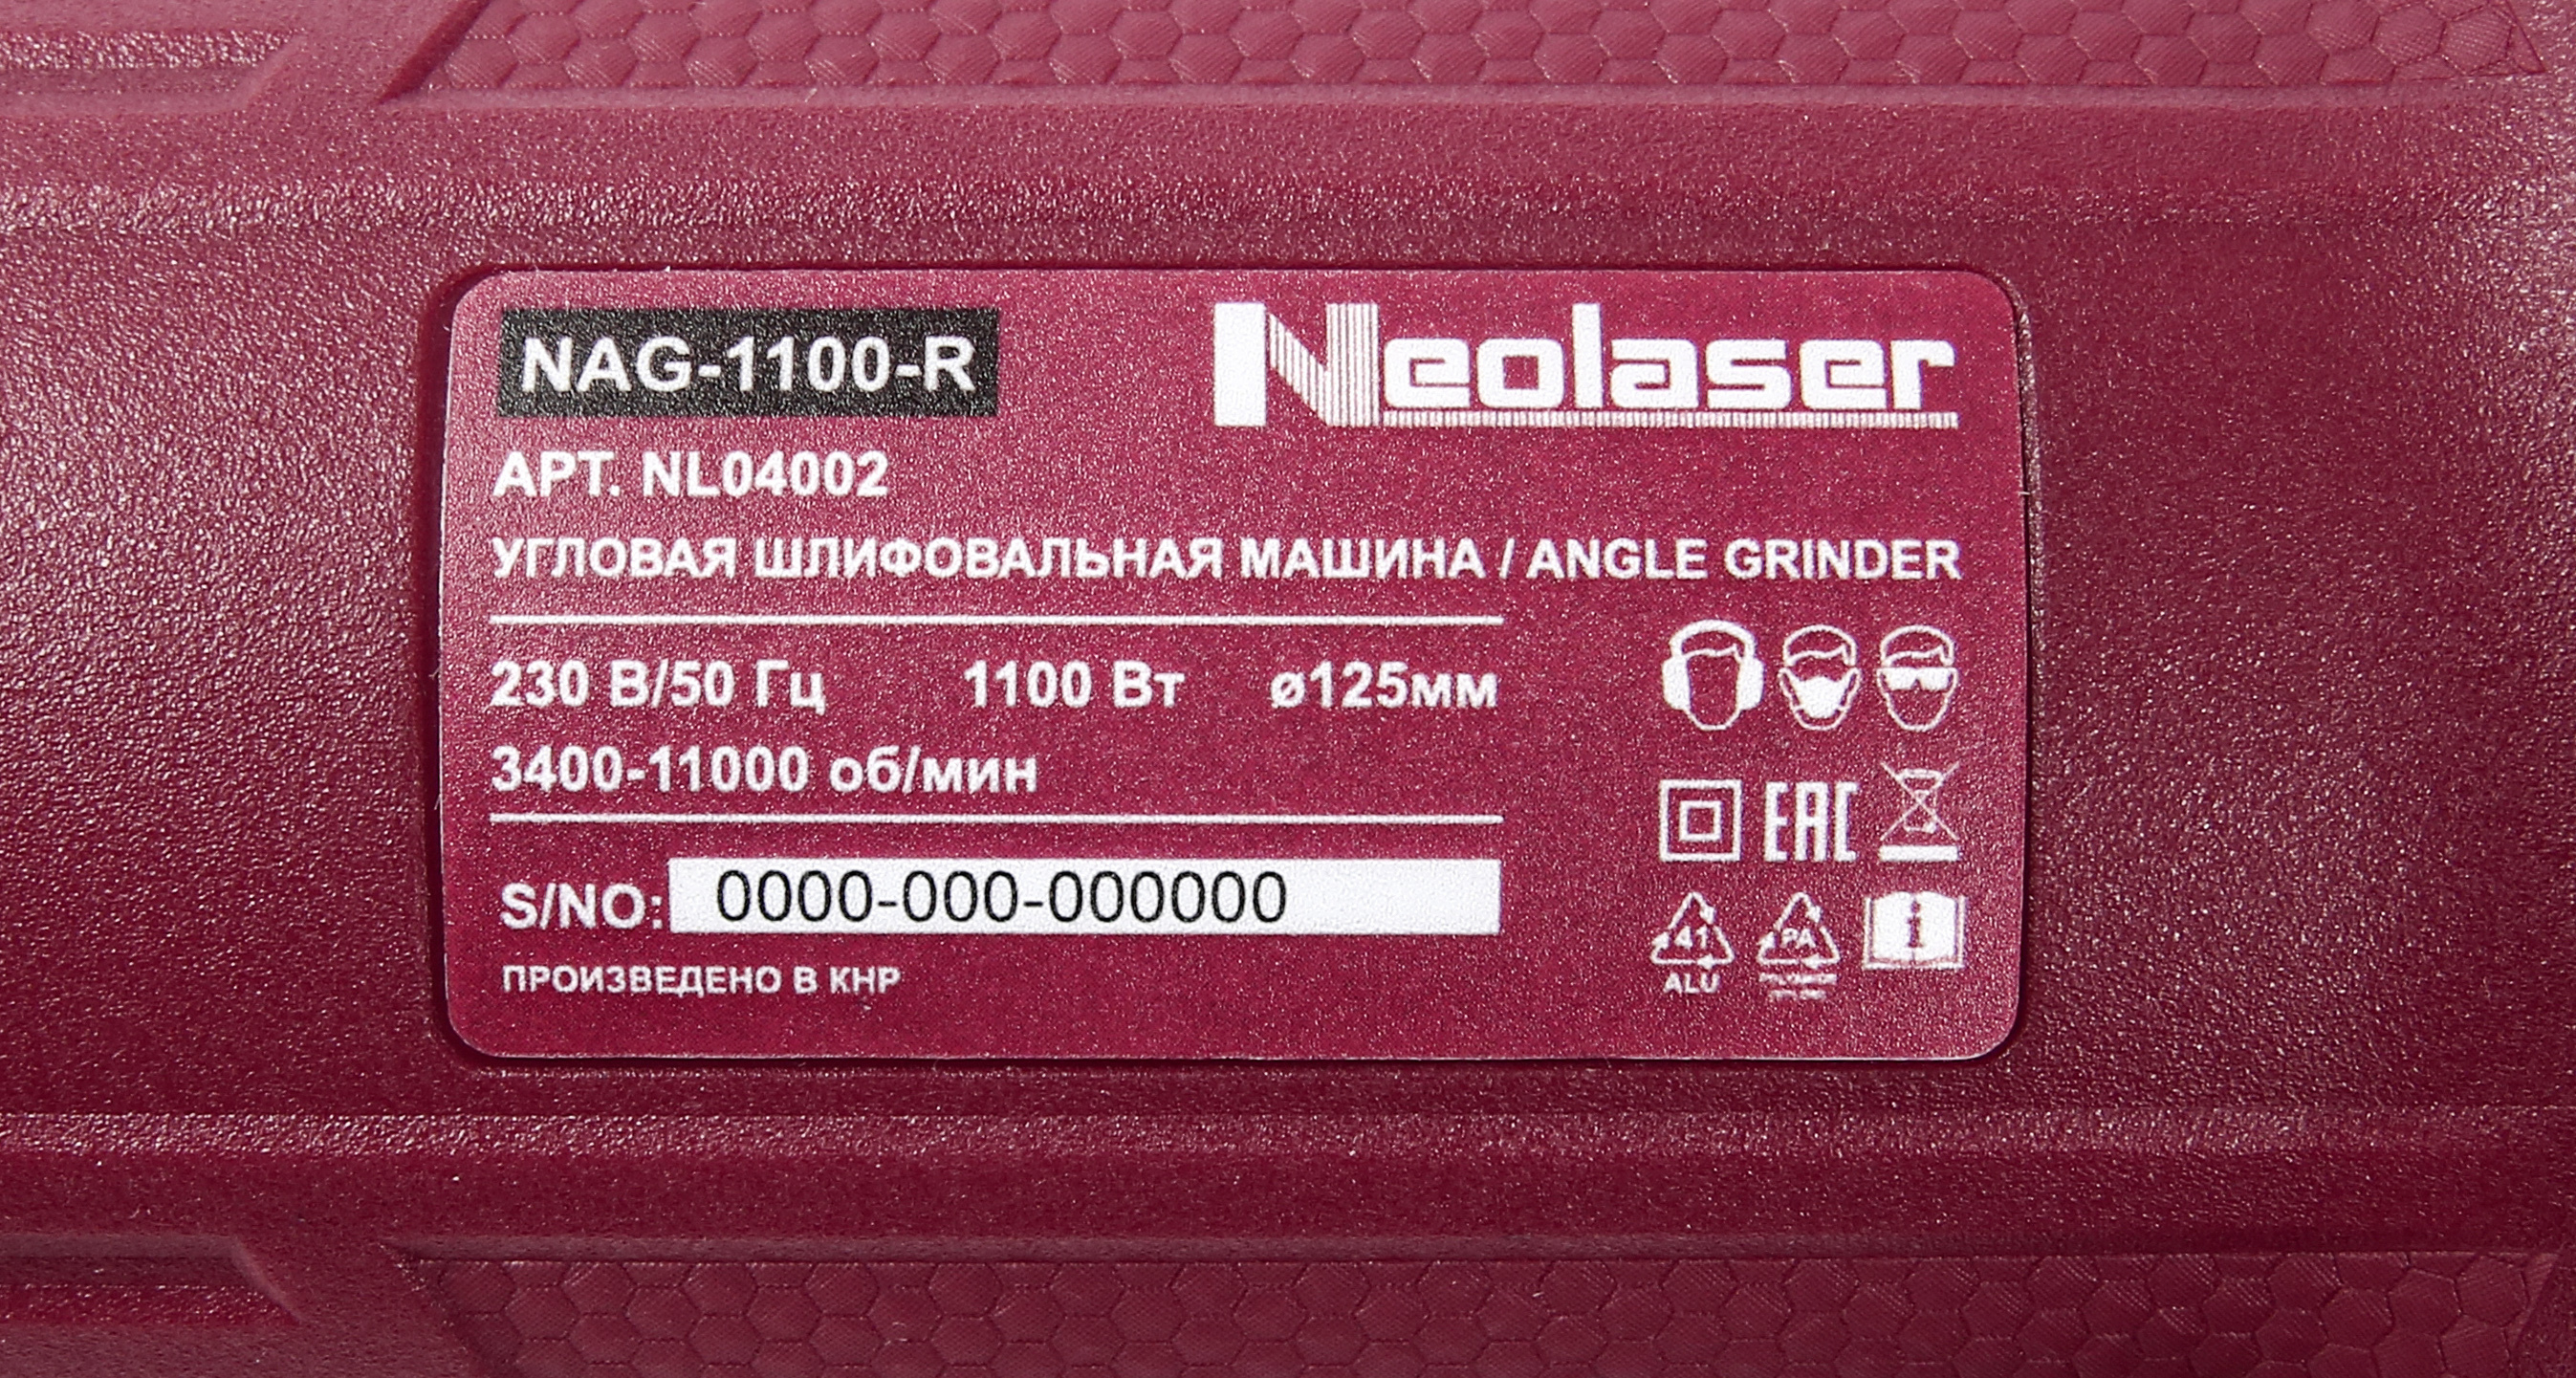 NAG-1100-R
Neolaser
АРТ. NL04002
УГЛОВАЯ ШЛИФОВАЛЬНАЯ МАШИНА / ANGLE GRINDER
230 В/50 Гц 1100 Вт ø125мм
3400-11000 об/мин
EAC
S/NO: 0000-000-000000
41
ALU
PA
i
ПРОИЗВЕДЕНО В КНР